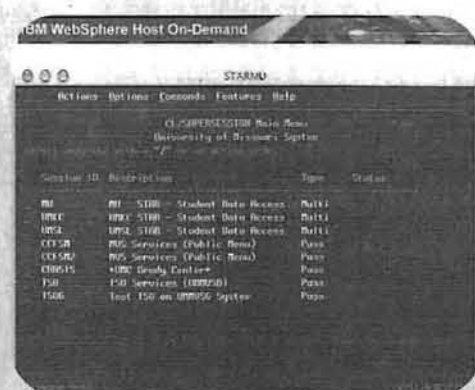 IBM WebSphere Host On-Demand
STARMU
Actions Options Commands Features Help
CL/SUPERSESSION Main Menu
University of Missouri System
Session ID Description Type Status
MU MU STAR - Student Data Access Multi
UMKC UMKC STAR - Student Data Access Multi
UMSL UMSL STAR - Student Data Access Multi
CCFSM MUS Services (Public Menu) Pass
CCFSM2 MUS Services (Public Menu) Pass
Pass
TSO TSO Services Pass
TSO6 Test TSO on System Pass